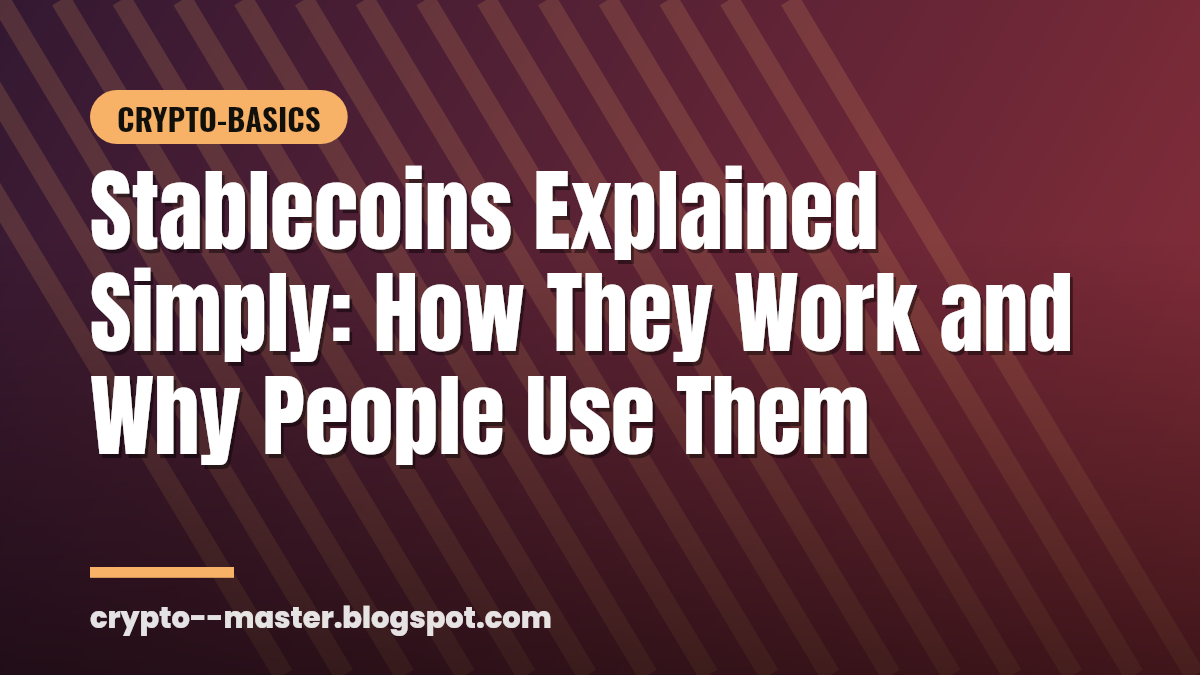 CRYPTO-BASICS
Stablecoins Explained
Simply: How They Work and
Why People Use Them
crypto--master.blogspot.com